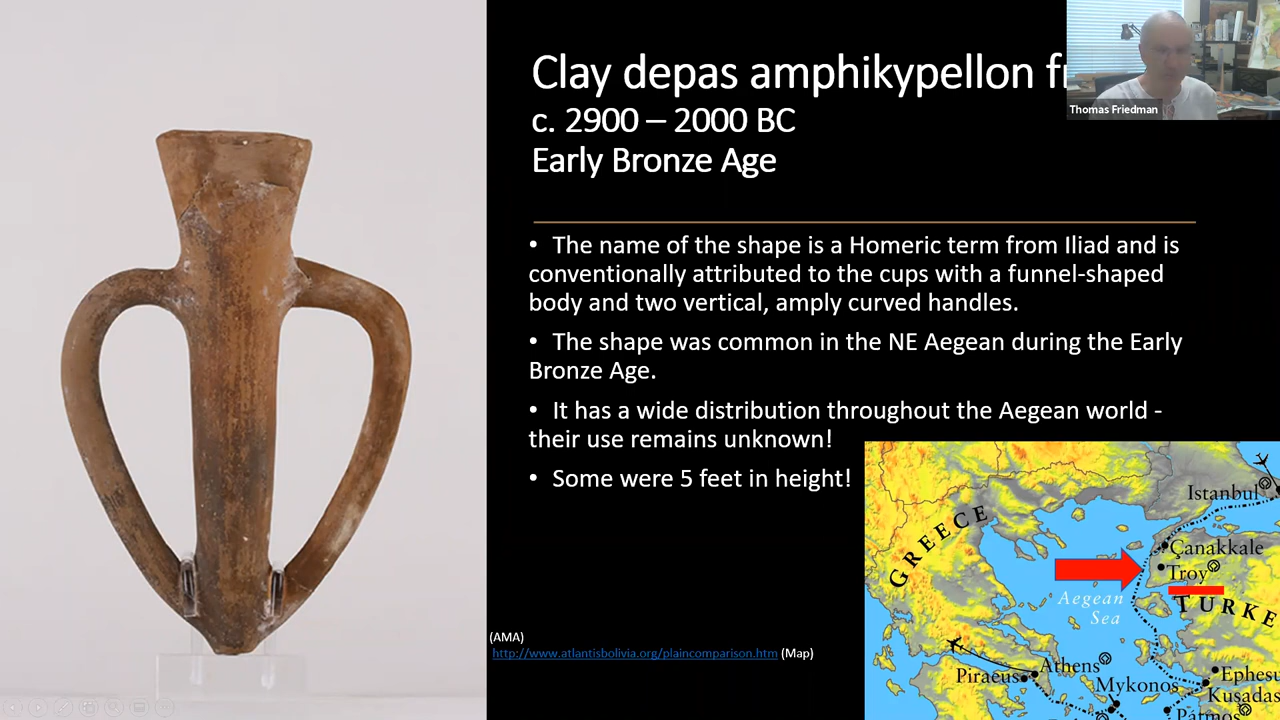 Clay depas amphikypellon
c. 2900 – 2000 BC
Early Bronze Age
Thomas Friedman
• The name of the shape is a Homeric term from Iliad and is
conventionally attributed to the cups with a funnel-shaped
body and two vertical, amply curved handles.
• The shape was common in the NE Aegean during the Early
Bronze Age.
• It has a wide distribution throughout the Aegean world -
their use remains unknown!
• Some were 5 feet in height!
(AMA)
http://www.atlantisbolivia.org/plaincomparison.htm (Map)
GREECE
Istanbul
Çanakkale
Troy
Aegean
Sea
TURKE
Athens
Piraeus
Mykonos
Ephesu
Kusadas
Patmos